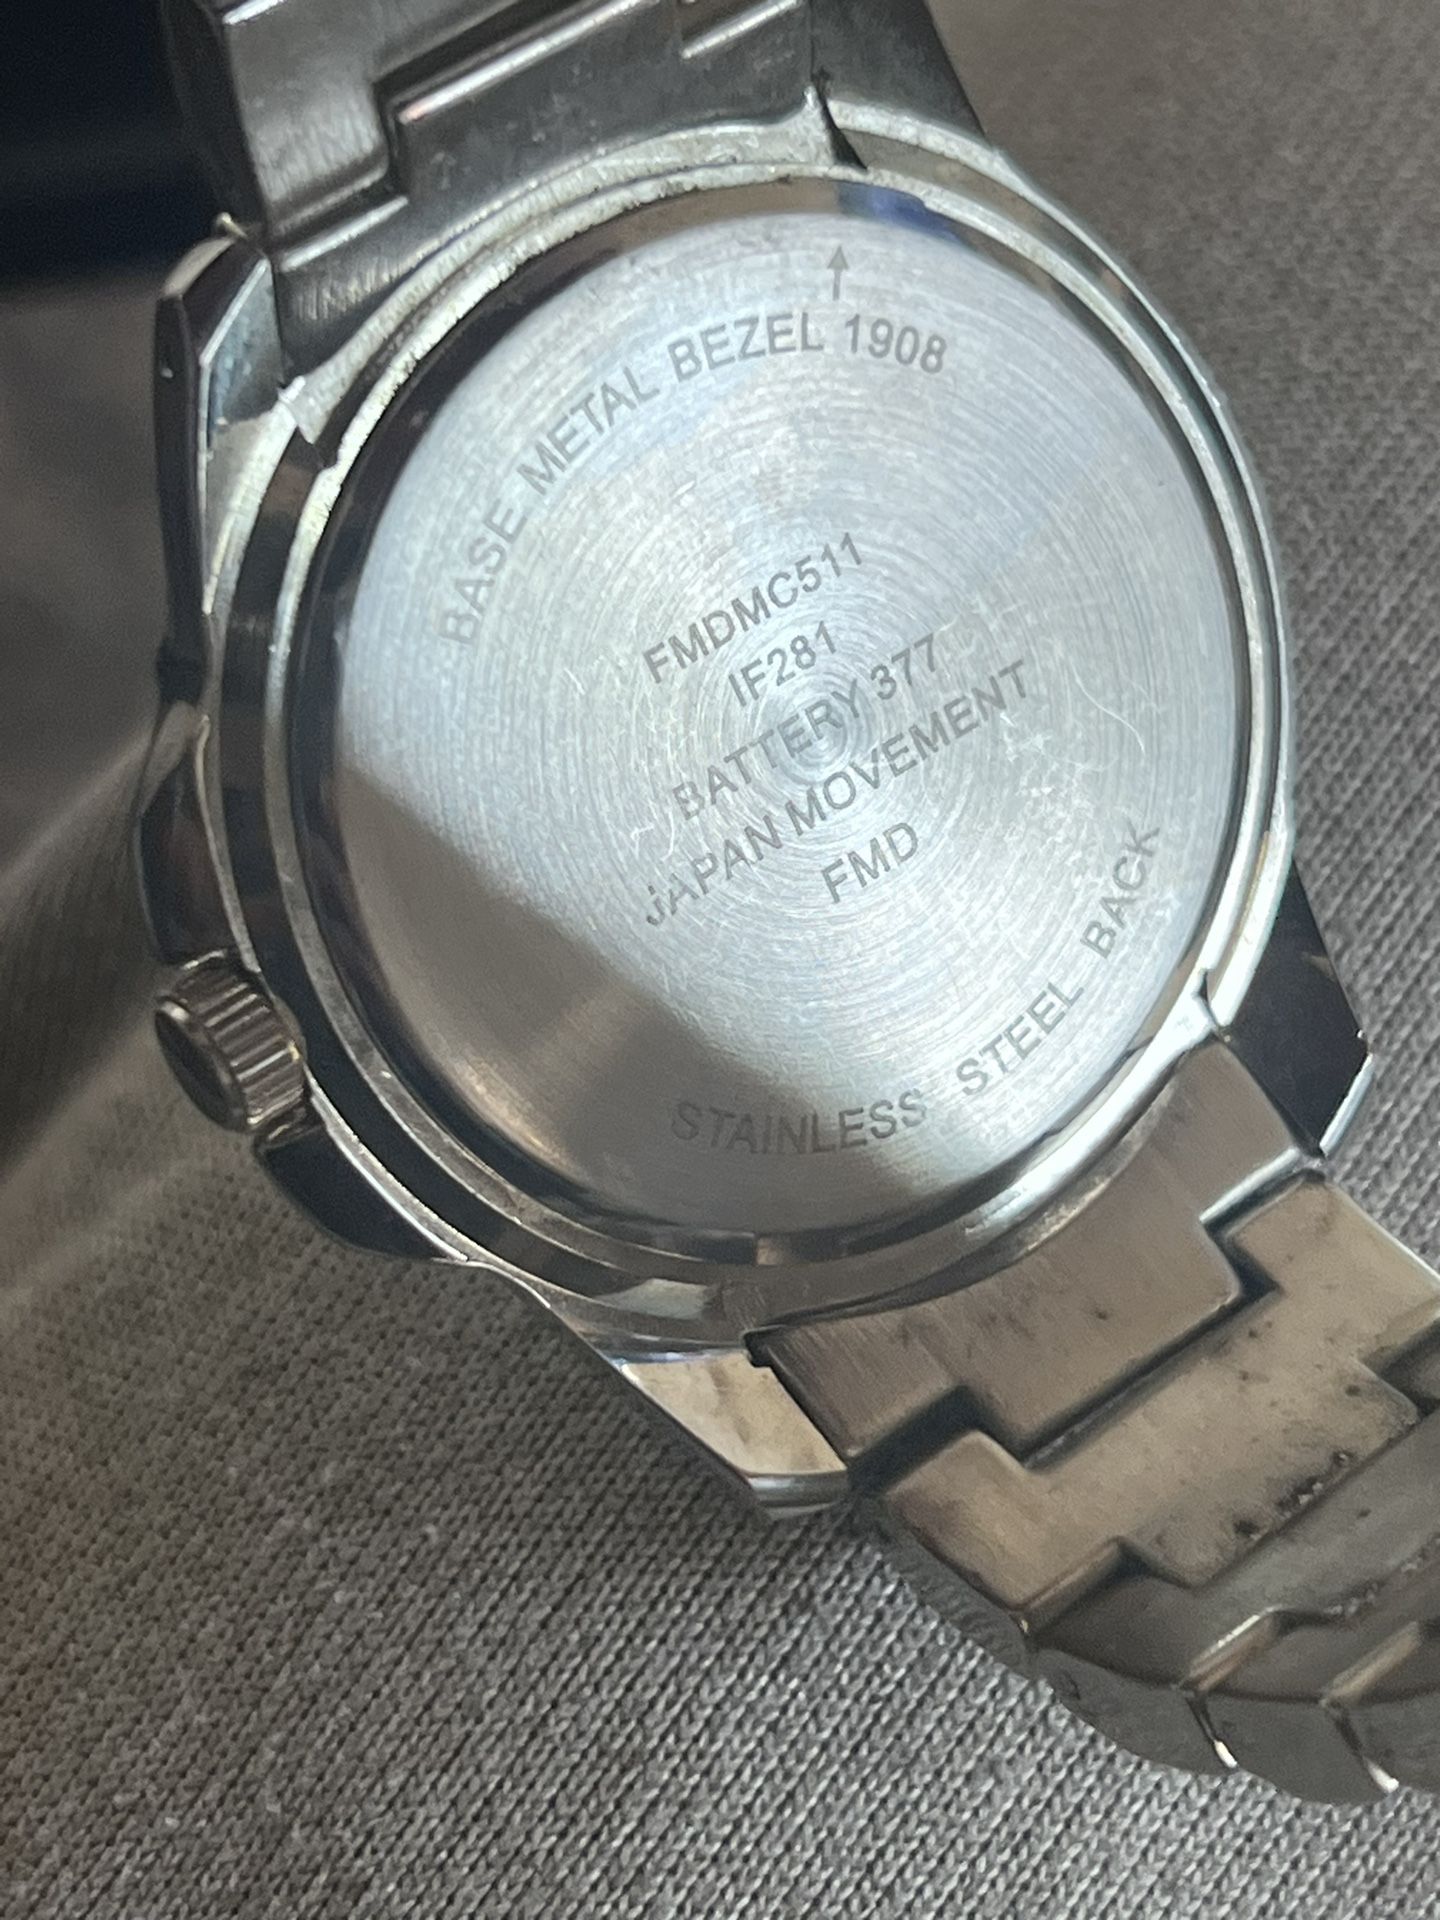 BASE METAL BEZEL 1908
FMDMC511
IF281
BATTERY 377
JAPAN MOVEMENT
FMD
STAINLESS STEEL BACK